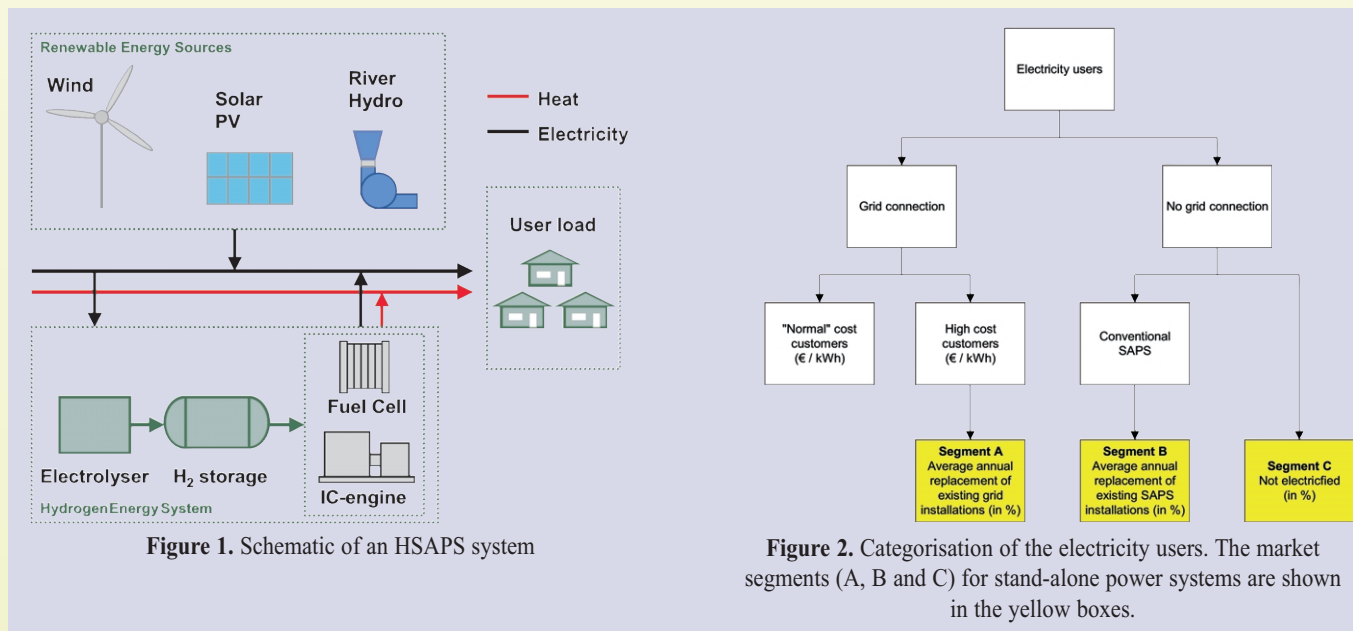 Renewable Energy Sources
Wind
Solar
PV
River
Hydro
Heat
Electricity
User load
Fuel Cell
IC-engine
Electrolyser
H₂ storage
Hydrogen Energy System
Figure 1. Schematic of an HSAPS system
Electricity users
Grid connection
No grid connection
"Normal" cost
customers
(€ / kWh)
High cost
customers
(€ / kWh)
Conventional
SAPS
Segment A
Average annual
replacement of
existing grid
installations (in %)
Segment B
Average annual
replacement of
existing SAPS
installations (in %)
Segment C
Not electricfied
(in %)
Figure 2. Categorisation of the electricity users. The market
segments (A, B and C) for stand-alone power systems are shown
in the yellow boxes.